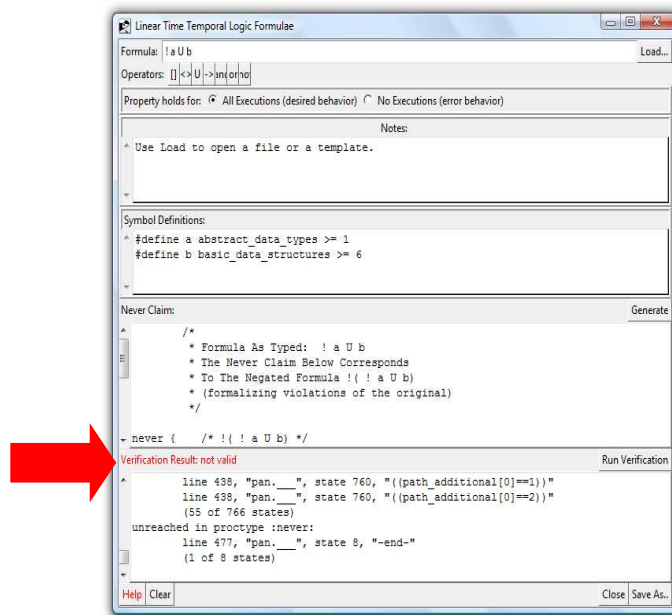 Linear Time Temporal Logic Formulae
Formula: ! a U b Load...
Operators: [] <> U -> and or not
Property holds for: All Executions (desired behavior) No Executions (error behavior)
Notes:
Use Load to open a file or a template.
Symbol Definitions:
#define a abstract_data_types >= 1
#define b basic_data_structures >= 6
Never Claim: Generate
/*
* Formula As Typed: ! a U b
* The Never Claim Below Corresponds
* To The Negated Formula !( ! a U b)
* (formalizing violations of the original)
*/
never { /* !( ! a U b) */
Verification Result: not valid Run Verification
line 438, "pan.___", state 760, "((path_additional[0]==1))"
line 438, "pan.___", state 760, "((path_additional[0]==2))"
(55 of 766 states)
unreached in proctype :never:
line 477, "pan.___", state 8, "-end-"
(1 of 8 states)
Help Clear Close Save As..